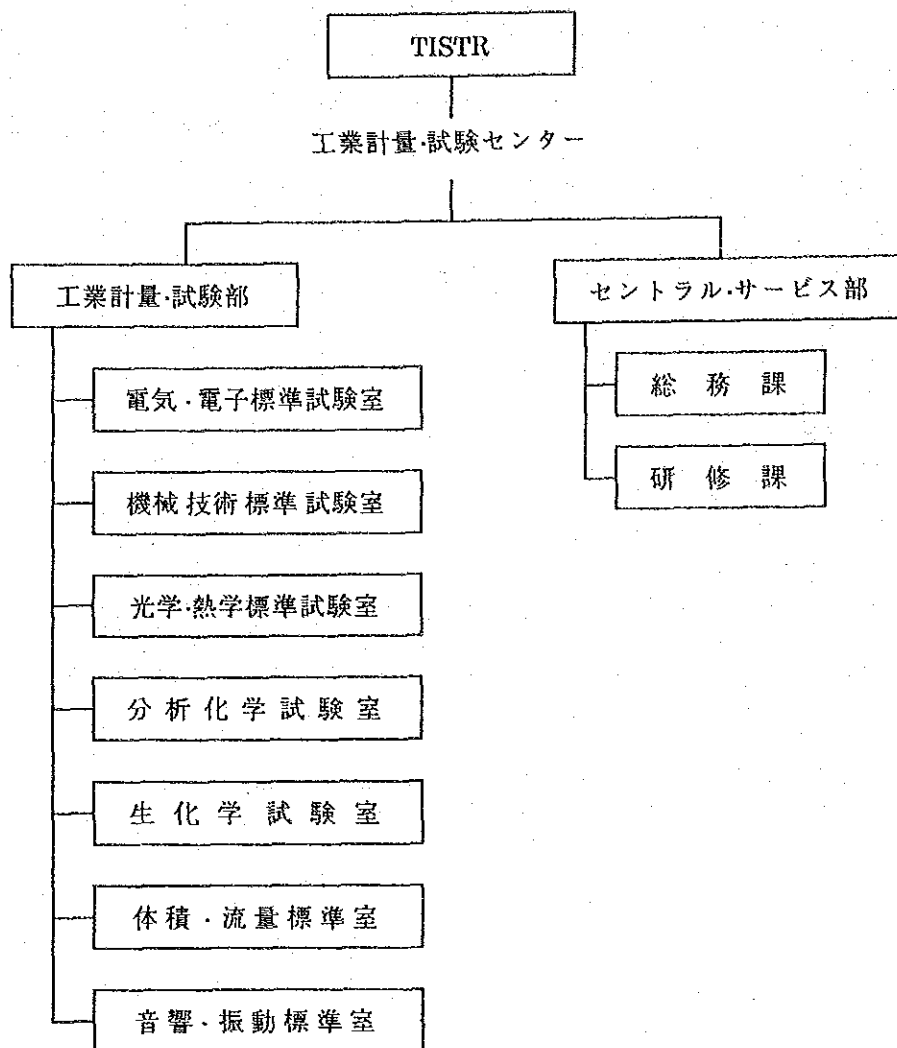 TISTR
工業計量·試験センター
工業計量·試験部
電気·電子標準試験室
機械技術標準試験室
光学·熱学標準試験室
分析化学試験室
生化学試験室
体積·流量標準室
音響·振動標準室
セントラル·サービス部
総務課
研修課